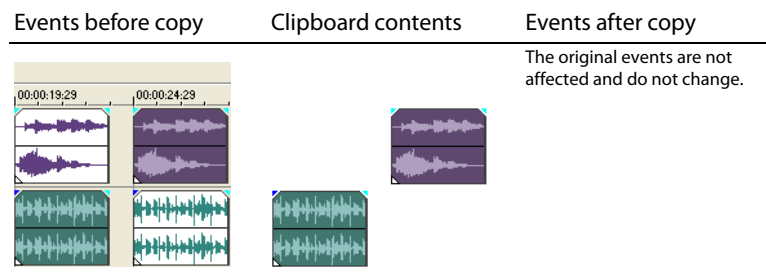 Events before copy
Clipboard contents
Events after copy
The original events are not
affected and do not change.
00:00:19:29
00:00:24:29